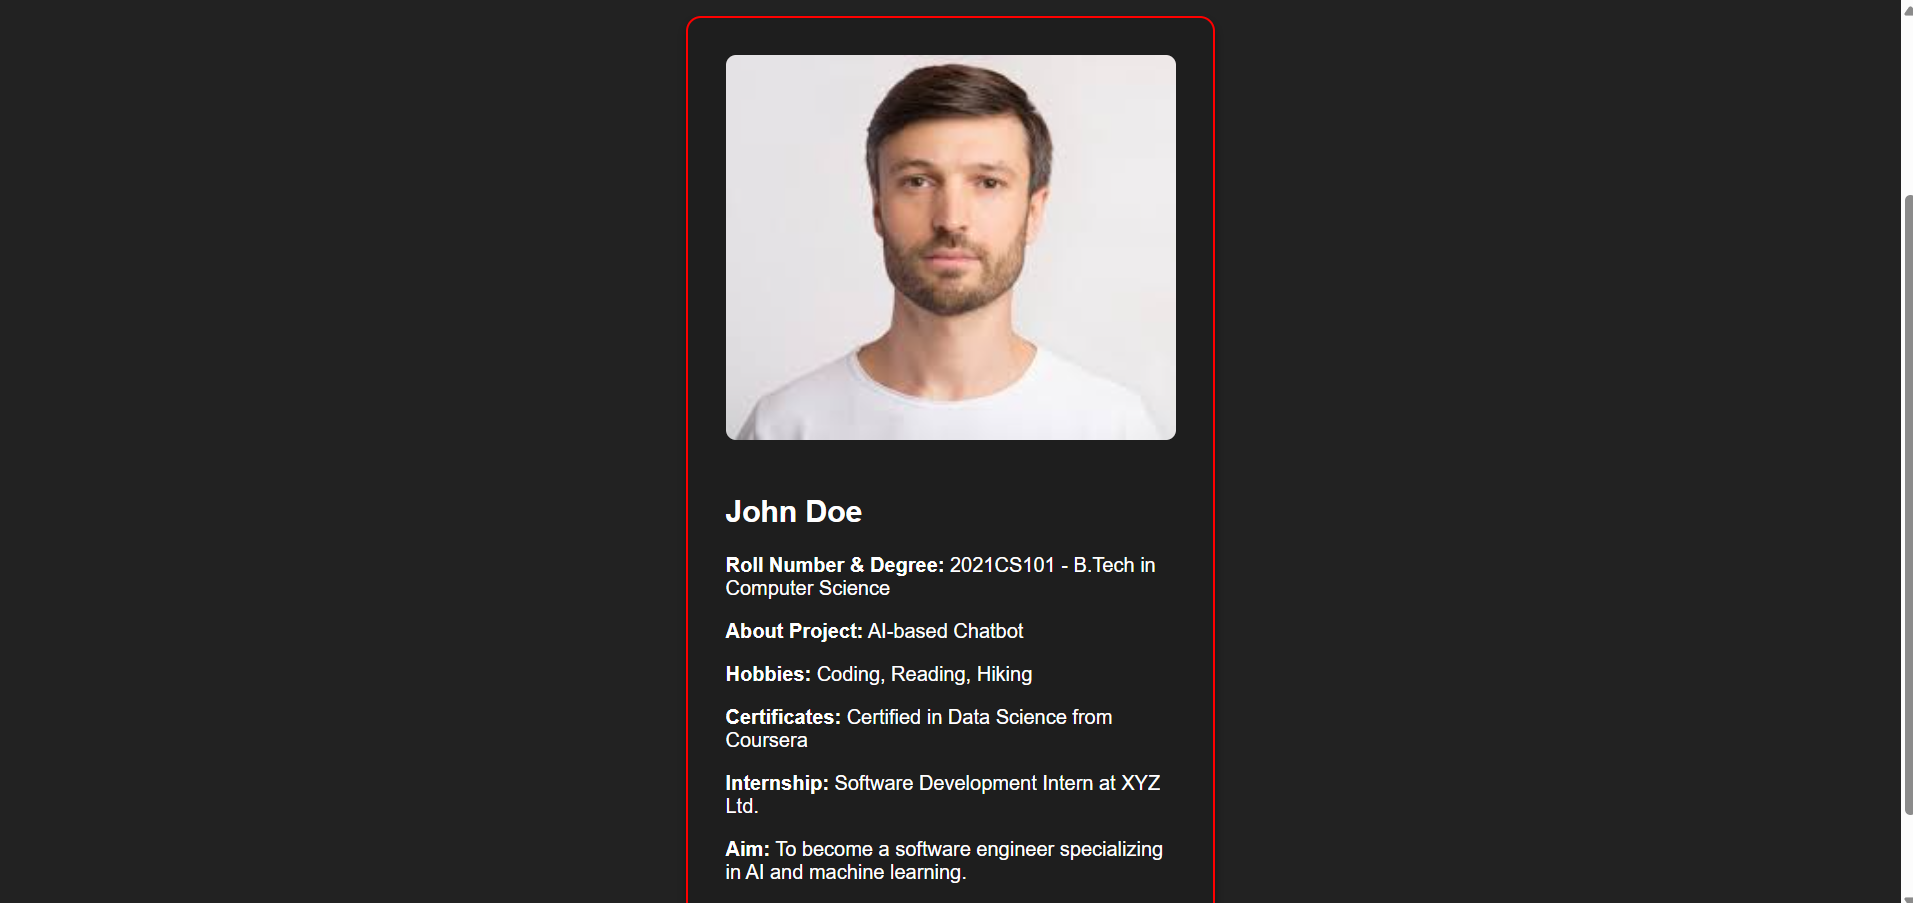 John Doe
Roll Number & Degree: 2021CS101 - B.Tech in
Computer Science
About Project: AI-based Chatbot
Hobbies: Coding, Reading, Hiking
Certificates: Certified in Data Science from
Coursera
Internship: Software Development Intern at XYZ
Ltd.
Aim: To become a software engineer specializing
in AI and machine learning.